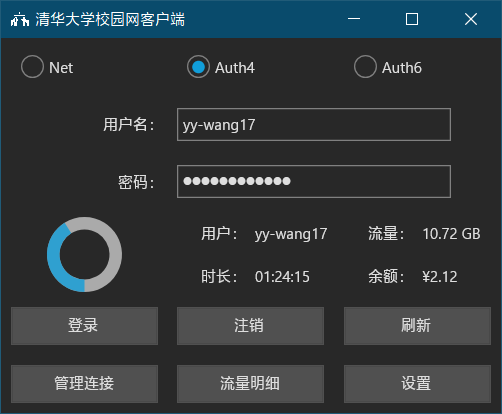 清华大学校园网客户端
Net Auth4 Auth6
用户名： yy-wang17
密码： ●●●●●●●●●●●●
用户： yy-wang17 流量： 10.72 GB
时长： 01:24:15 余额： ¥2.12
登录 注销 刷新
管理连接 流量明细 设置